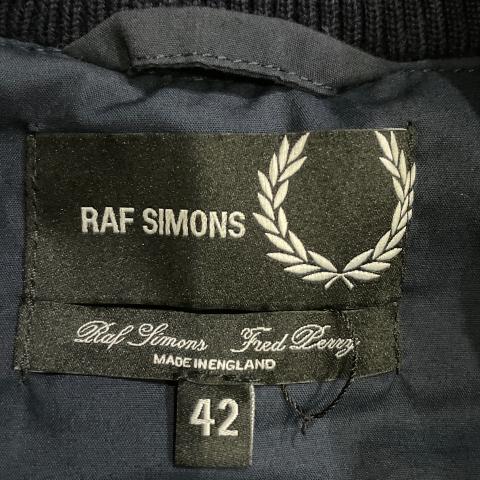 RAF SIMONS
Raf Simons Fred Perry
MADE IN ENGLAND
42